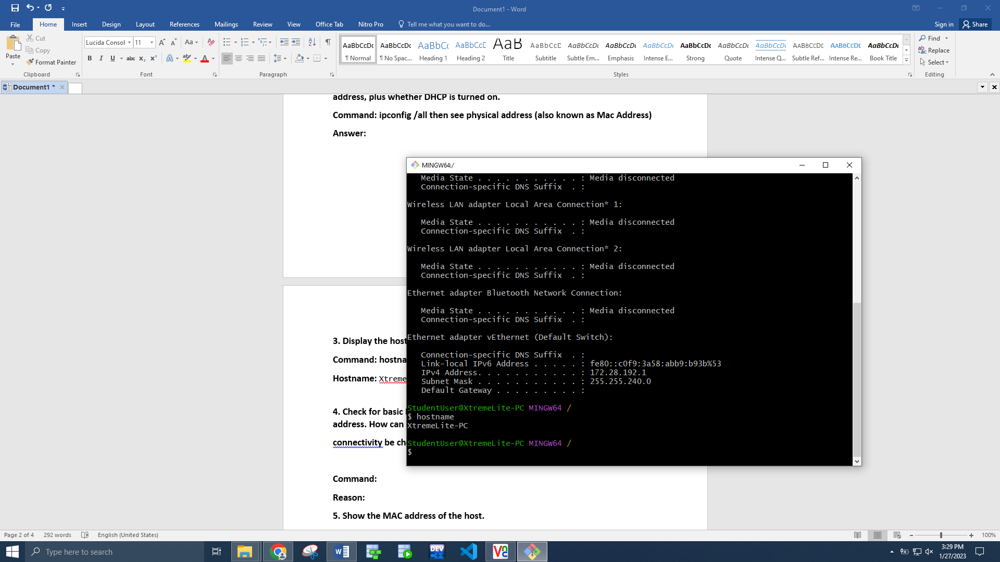 Document1 - Word
File Home Insert Design Layout References Mailings Review View Office Tab Nitro Pro Tell me what you want to do... Sign in Share
Paste
Cut
Copy
Format Painter
Clipboard
Lucida Consol 11
Font
Paragraph
AaBbCcDc AaBbCcDc AaBbCc AaBbCcD AaB AaBbCcD AaBbCcDc AaBbCcDc AaBbCcDc AaBbCcDc AaBbCcDc AaBbCcDc AABBCCDE AABBCCDE AaBbCcDc
¶ Normal ¶ No Spac... Heading 1 Heading 2 Title Subtitle Subtle Em... Emphasis Intense E... Strong Quote Intense Q... Subtle Ref... Intense Re... Book Title
Styles
Find
Replace
Select
Editing
Document1 *
address, plus whether DHCP is turned on.
Command: ipconfig /all then see physical address (also known as Mac Address)
Answer:
3. Display the host
Command: hostna
Hostname: Xtreme
4. Check for basic
address. How can
connectivity be ch
Command:
Reason:
5. Show the MAC address of the host.
MINGW64:/
Media State . . . . . . . . . . . : Media disconnected
Connection-specific DNS Suffix  . :
Wireless LAN adapter Local Area Connection* 1:
Media State . . . . . . . . . . . : Media disconnected
Connection-specific DNS Suffix  . :
Wireless LAN adapter Local Area Connection* 2:
Media State . . . . . . . . . . . : Media disconnected
Connection-specific DNS Suffix  . :
Ethernet adapter Bluetooth Network Connection:
Media State . . . . . . . . . . . : Media disconnected
Connection-specific DNS Suffix  . :
Ethernet adapter vEthernet (Default Switch):
Connection-specific DNS Suffix  . :
Link-local IPv6 Address . . . . . : fe80::c0f9:3a58:abb9:b93b%53
IPv4 Address. . . . . . . . . . . : 172.28.192.1
Subnet Mask . . . . . . . . . . . : 255.255.240.0
Default Gateway . . . . . . . . . :
StudentUser@XtremeLite-PC MINGW64 /
$ hostname
XtremeLite-PC
StudentUser@XtremeLite-PC MINGW64 /
$
Page 2 of 4 292 words English (United States) 100%
Type here to search
DEV C++
3:29 PM
1/27/2023